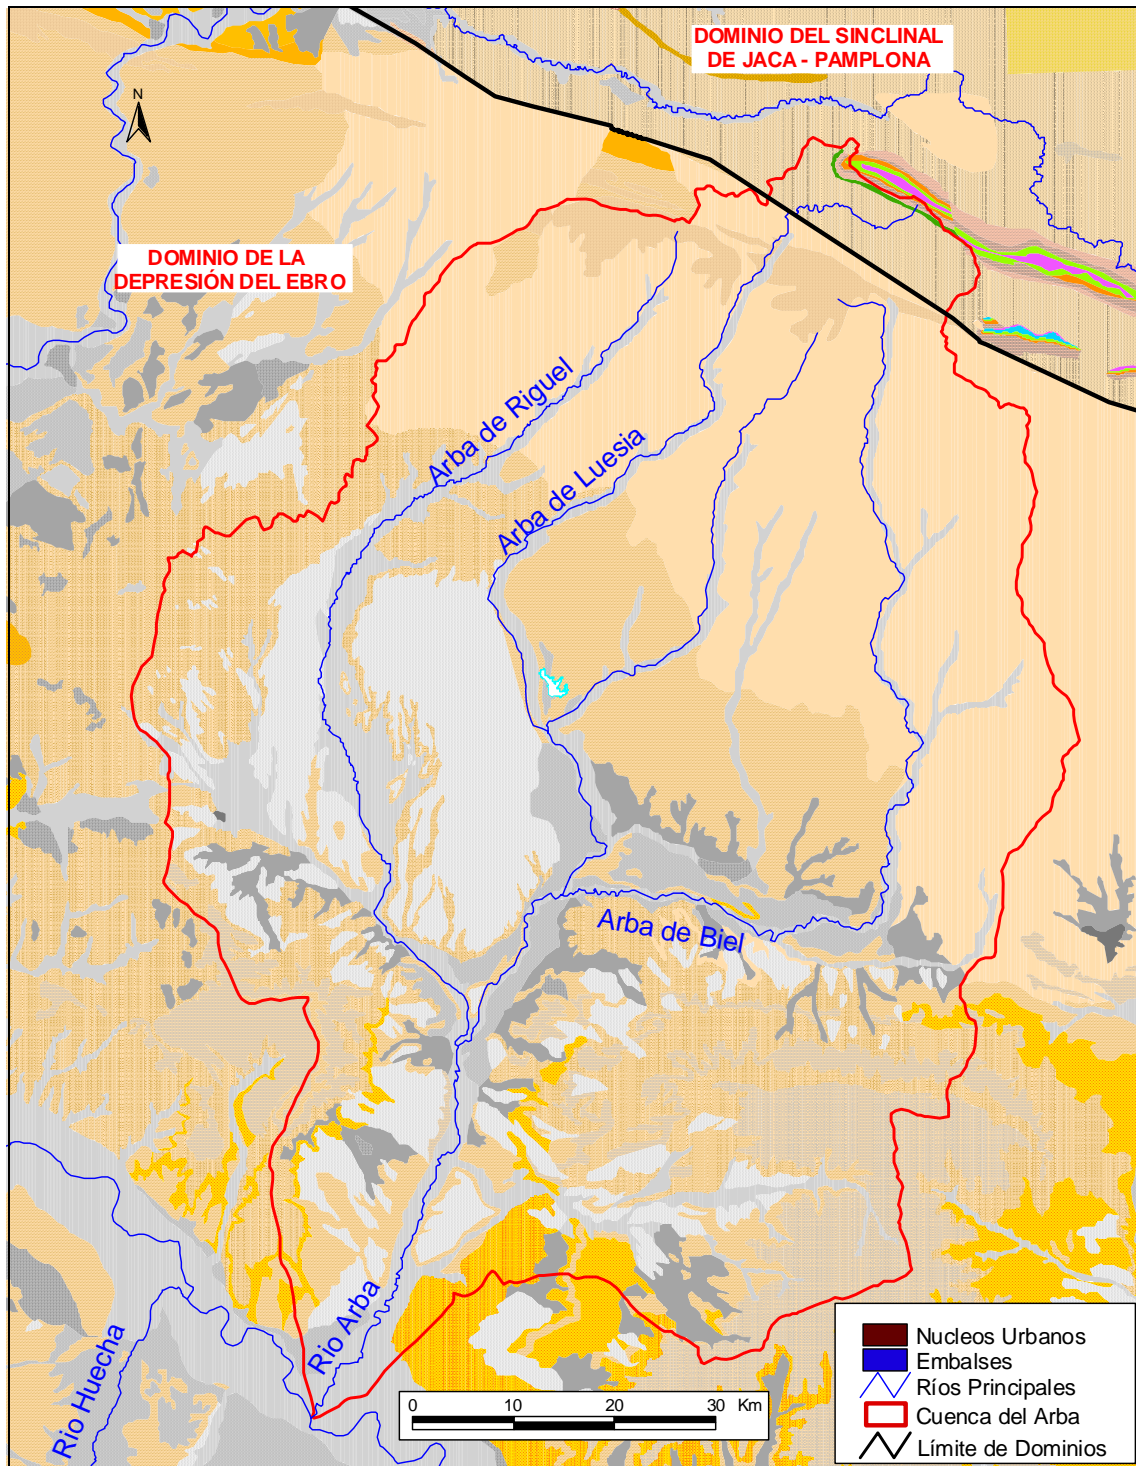 DOMINIO DEL SINCLINAL
DE JACA - PAMPLONA
N
DOMINIO DE LA
DEPRESIÓN DEL EBRO
Arba de Riguel
Arba de Luesia
Arba de Biel
Rio Arba
Rio Huecha
0 10 20 30 Km
Nucleos Urbanos
Embalses
Ríos Principales
Cuenca del Arba
Límite de Dominios